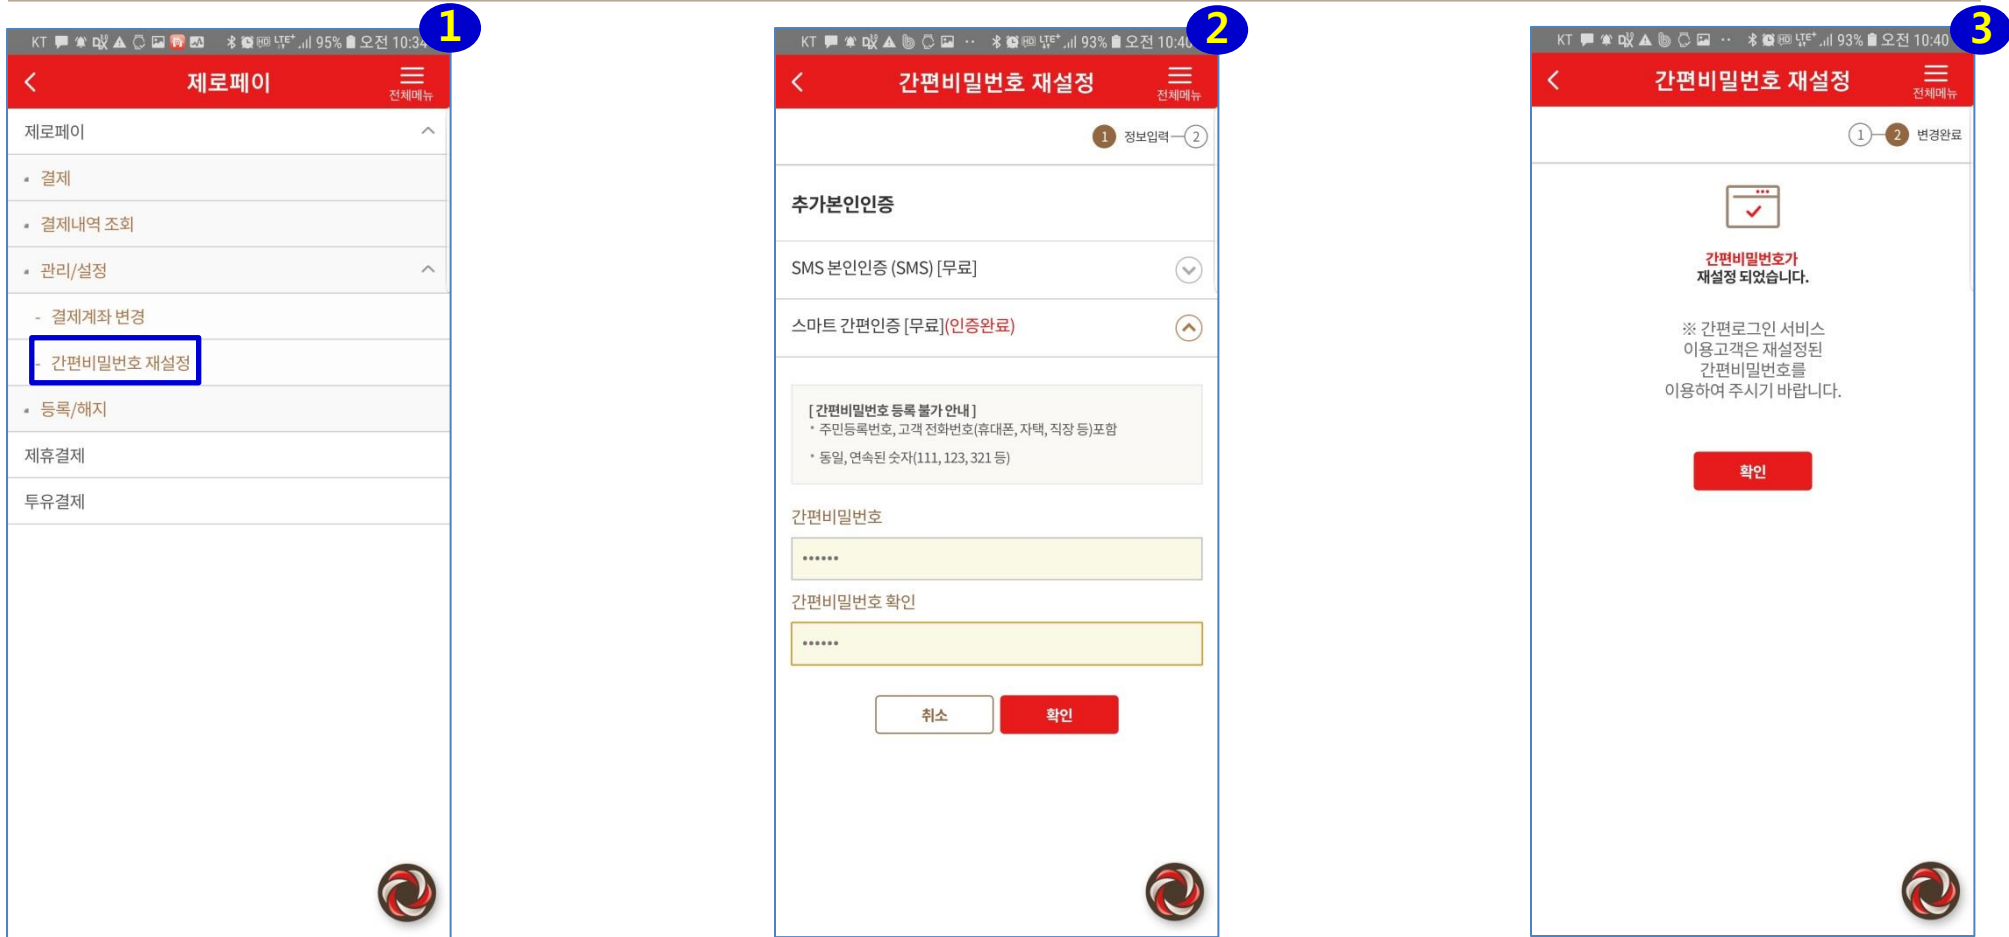 1
KT 95% 오전 10:34
제로페이
전체메뉴
제로페이
결제
결제내역 조회
관리/설정
- 결제계좌 변경
- 간편비밀번호 재설정
등록/해지
제휴결제
투유결제
2
KT 93% 오전 10:40
간편비밀번호 재설정
전체메뉴
1 정보입력 2
추가본인인증
SMS 본인인증 (SMS) [무료]
스마트 간편인증 [무료](인증완료)
[ 간편비밀번호 등록 불가 안내 ]
* 주민등록번호, 고객 전화번호(휴대폰, 자택, 직장 등)포함
* 동일, 연속된 숫자(111, 123, 321 등)
간편비밀번호
••••••
간편비밀번호 확인
••••••
취소 확인
3
KT 93% 오전 10:40
간편비밀번호 재설정
전체메뉴
1 2 변경완료
간편비밀번호가
재설정 되었습니다.
※ 간편로그인 서비스
이용고객은 재설정된
간편비밀번호를
이용하여 주시기 바랍니다.
확인